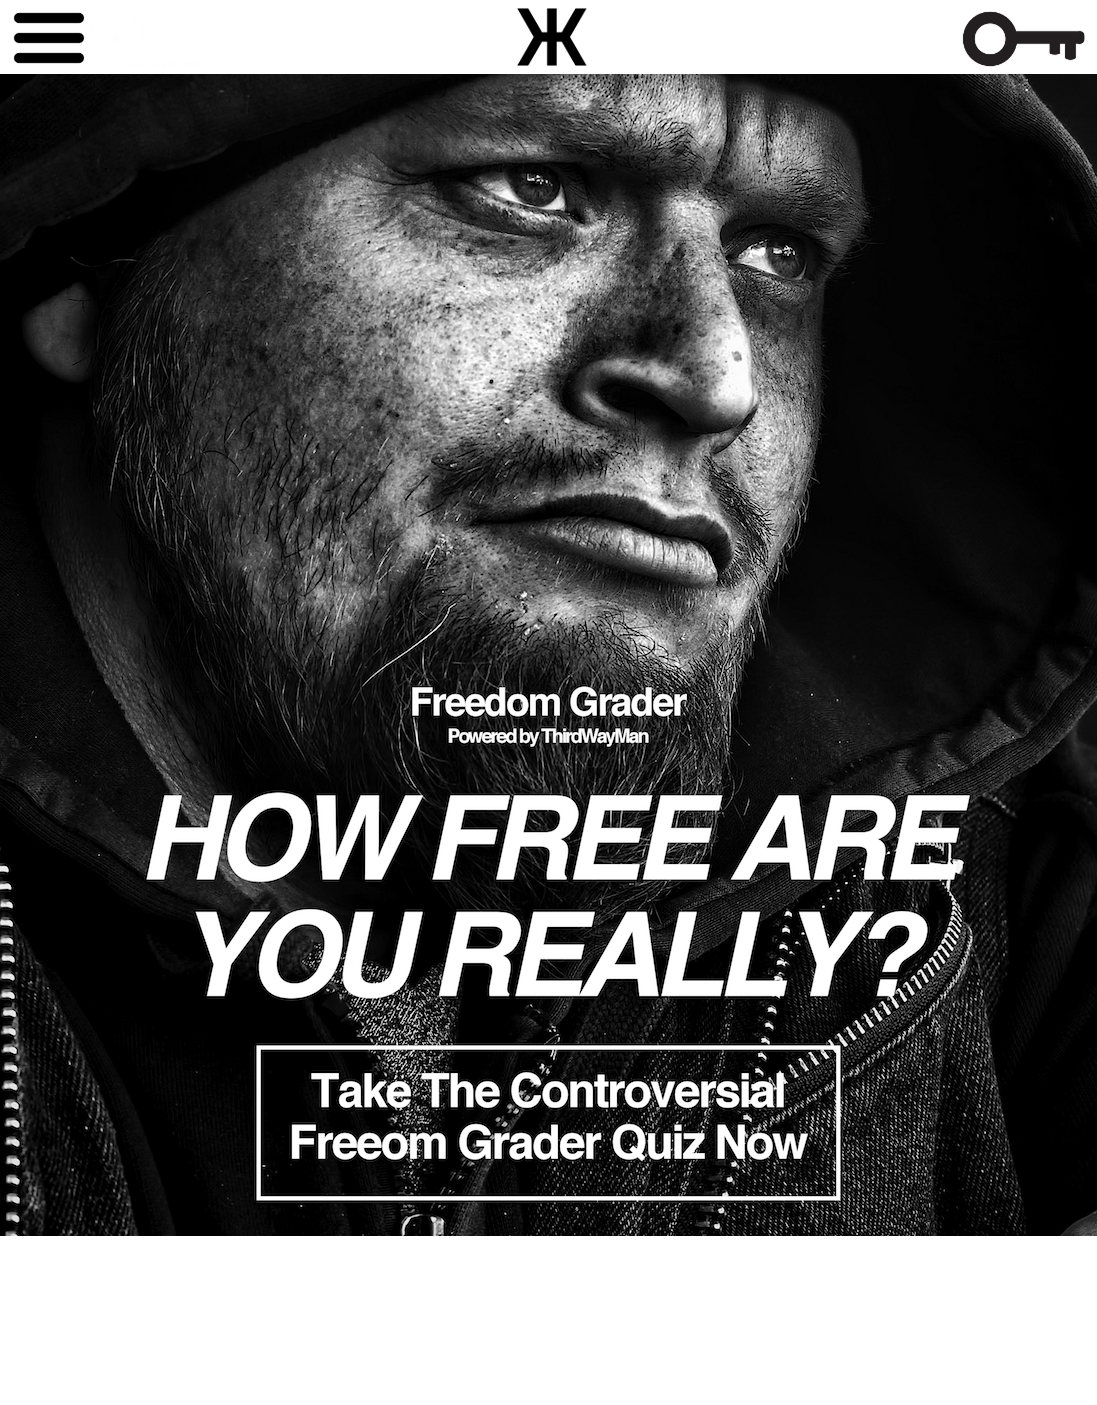 Freedom Grader
Powered by ThirdWayMan
HOW FREE ARE
YOU REALLY?
Take The Controversial
Freeom Grader Quiz Now